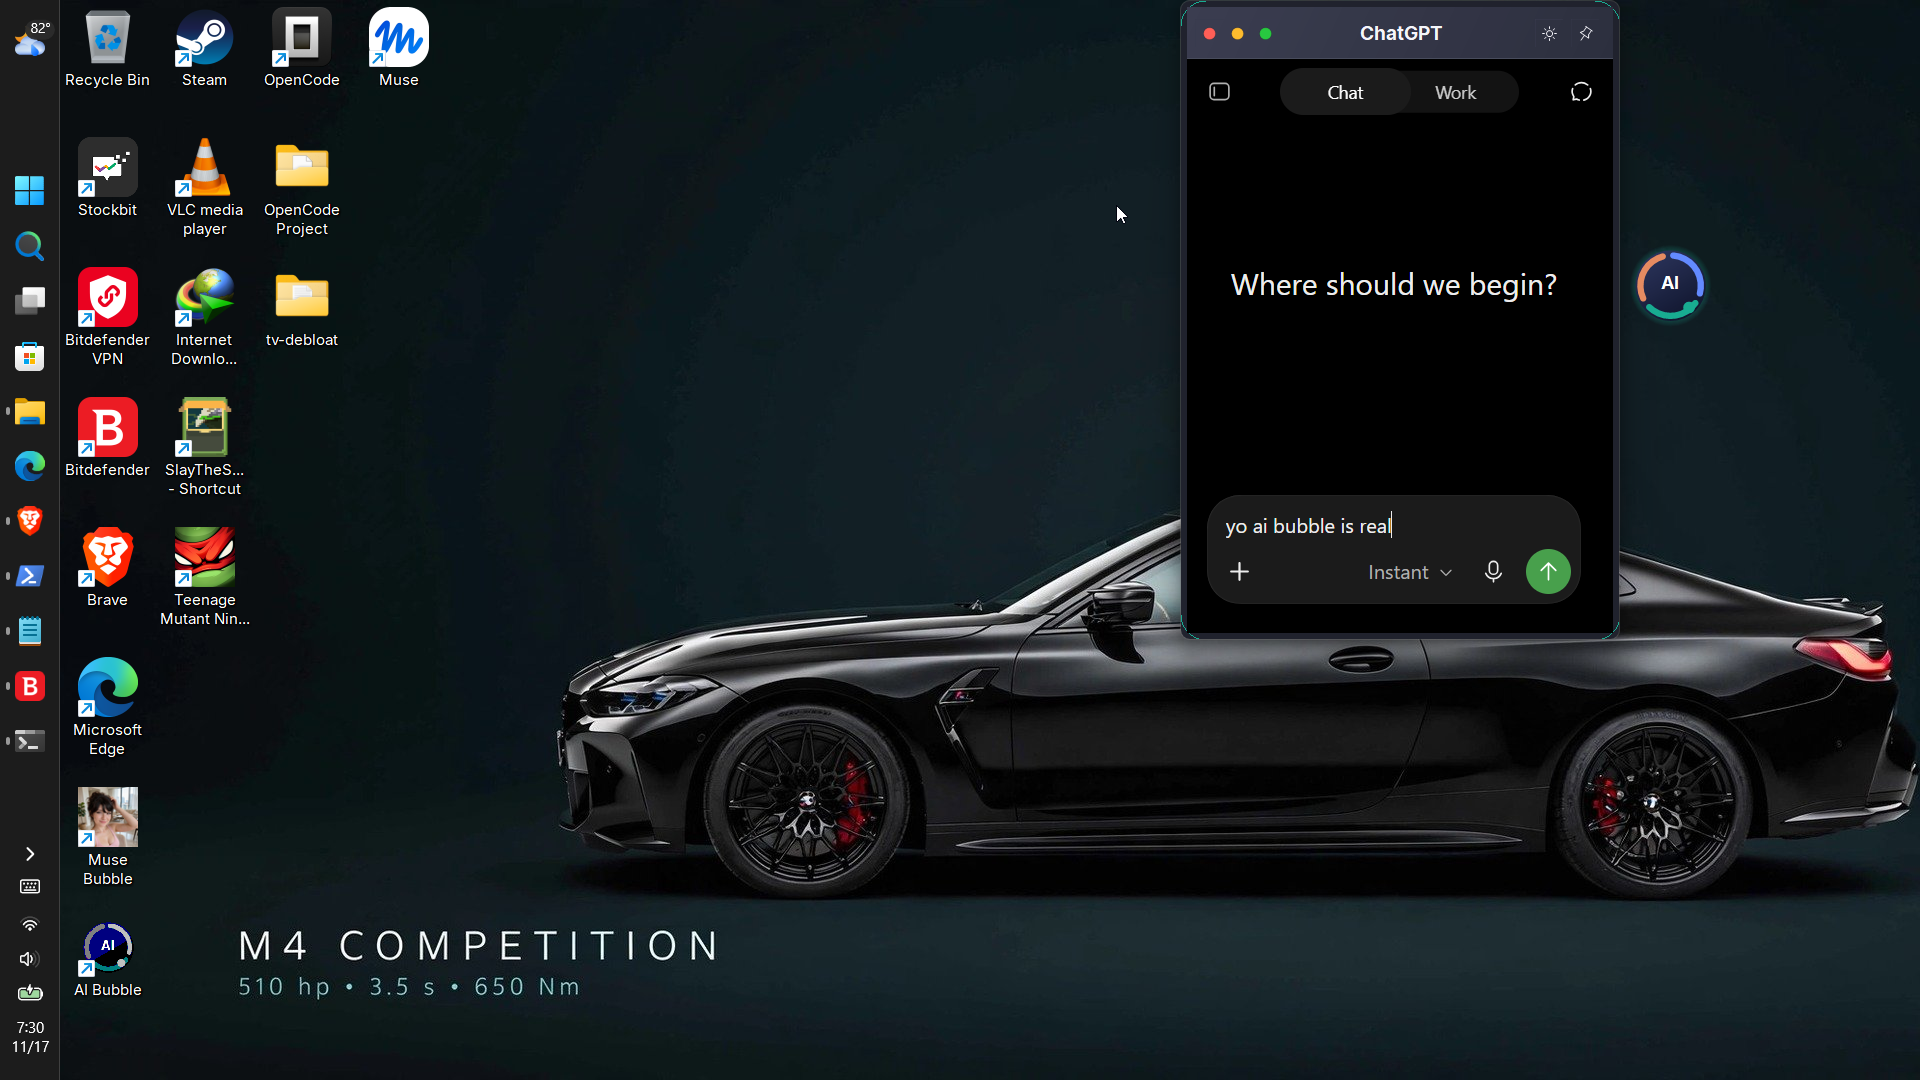 82°
Recycle Bin
Steam
OpenCode
Muse
Stockbit
VLC media
player
OpenCode
Project
Bitdefender
VPN
Internet
Downlo...
tv-debloat
Bitdefender
SlayTheS...
- Shortcut
Brave
Teenage
Mutant Nin...
Microsoft
Edge
Muse
Bubble
AI
AI Bubble
7:30
11/17
ChatGPT
Chat
Work
Where should we begin?
yo ai bubble is real
Instant
AI
M4 COMPETITION
510 hp • 3.5 s • 650 Nm